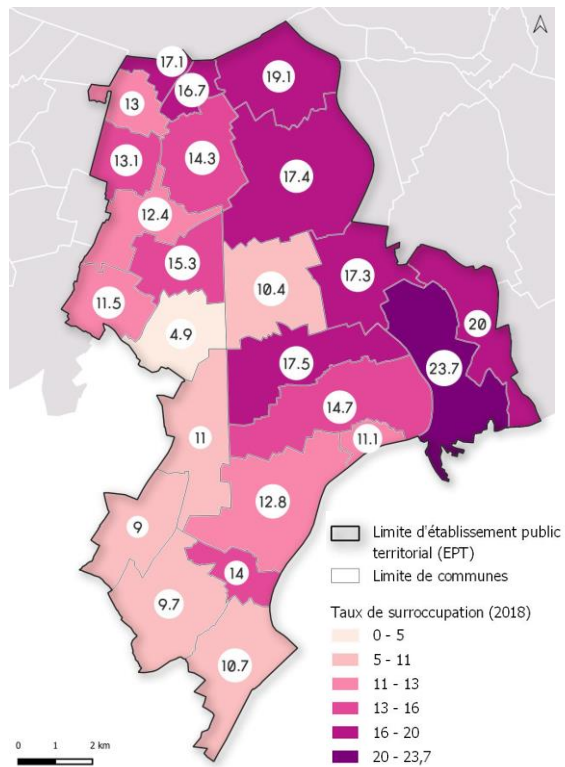 17.1
19.1
16.7
13
14.3
13.1
17.4
12.4
15.3
17.3
10.4
11.5
20
4.9
17.5
23.7
14.7
11
11.1
12.8
9
14
9.7
10.7
Limite d'établissement public
territorial (EPT)
Limite de communes
Taux de surroccupation (2018)
0 - 5
5 - 11
11 - 13
13 - 16
16 - 20
20 - 23,7
0 1 2 km